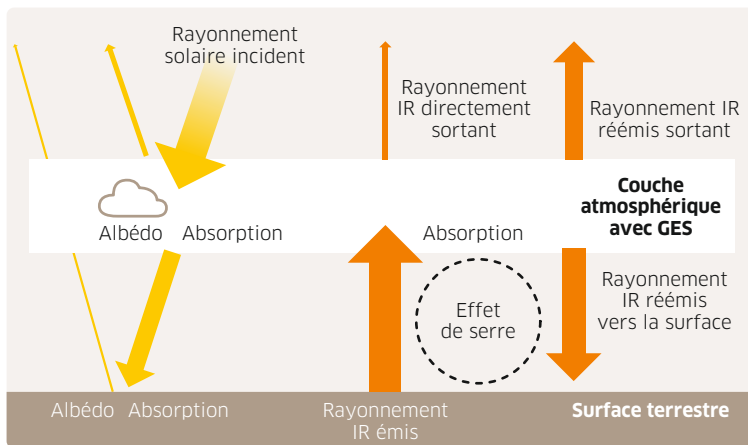 Rayonnement
solaire incident
Rayonnement
IR directement
sortant
Rayonnement IR
réémis sortant
Albédo Absorption
Absorption
Couche
atmosphérique
avec GES
Effet
de serre
Rayonnement
IR réémis
vers la surface
Albédo Absorption
Rayonnement
IR émis
Surface terrestre